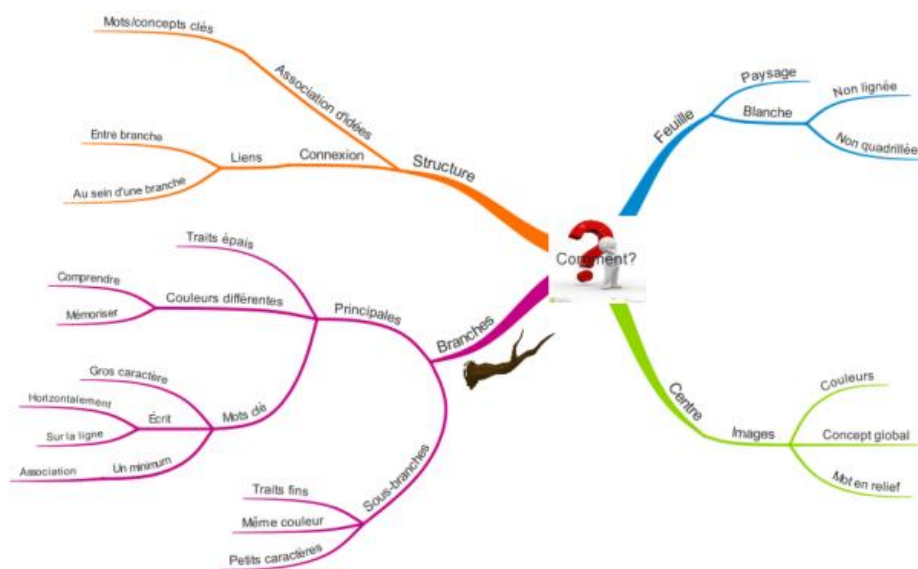 Comment?
Feuille
Paysage
Blanche
Non lignée
Non quadrillée
Centre
Images
Couleurs
Concept global
Mot en relief
Branches
Principales
Traits épais
Couleurs différentes
Comprendre
Mémoriser
Mots clé
Gros caractère
Écrit
Horizontalement
Sur la ligne
Un minimum
Association
Sous-branches
Traits fins
Même couleur
Petits caractères
Structure
Association d'idées
Mots/concepts clés
Connexion
Liens
Entre branche
Au sein d'une branche